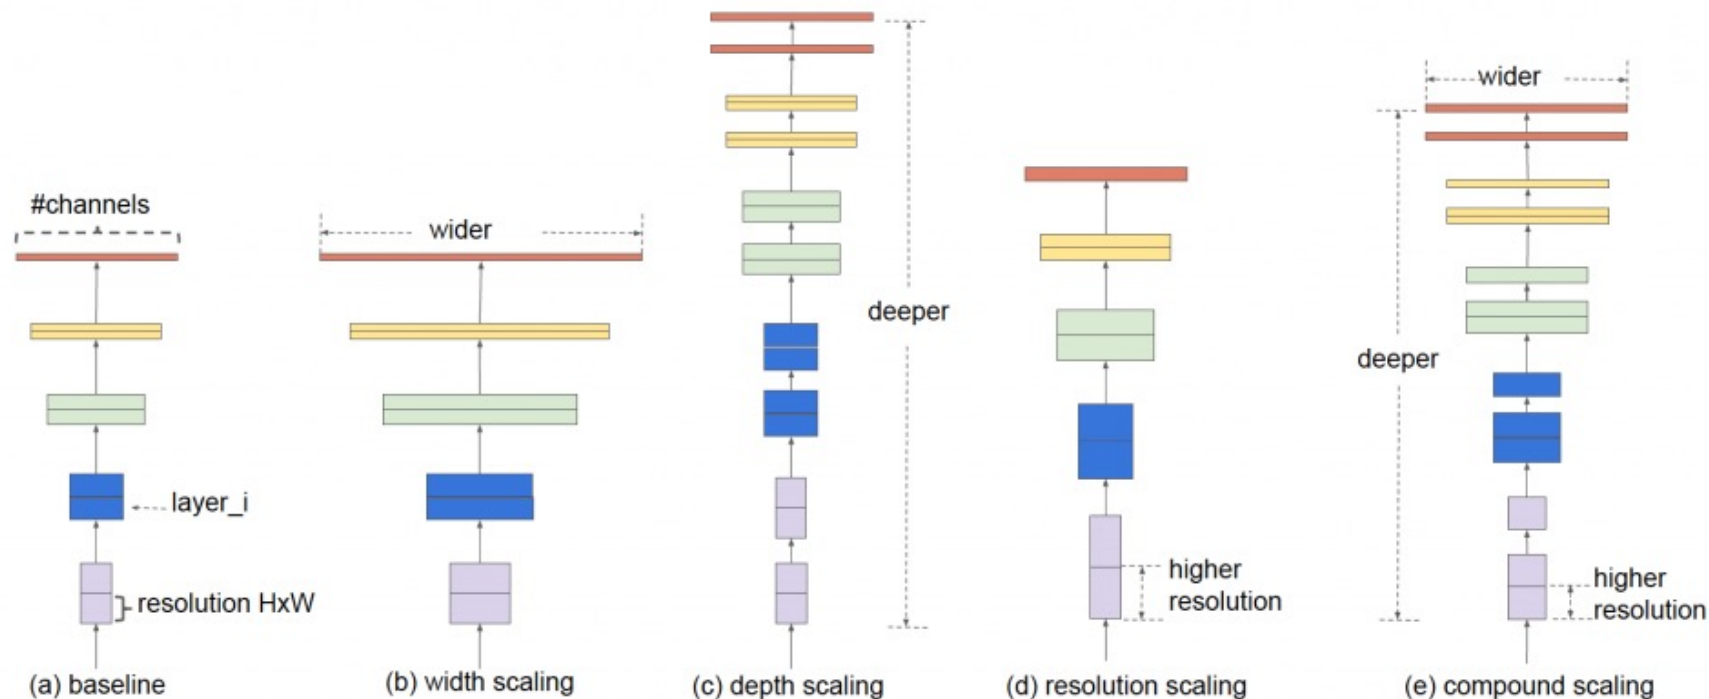 #channels
layer_i
resolution HxW
(a) baseline
wider
(b) width scaling
deeper
(c) depth scaling
higher
resolution
(d) resolution scaling
wider
deeper
higher
resolution
(e) compound scaling